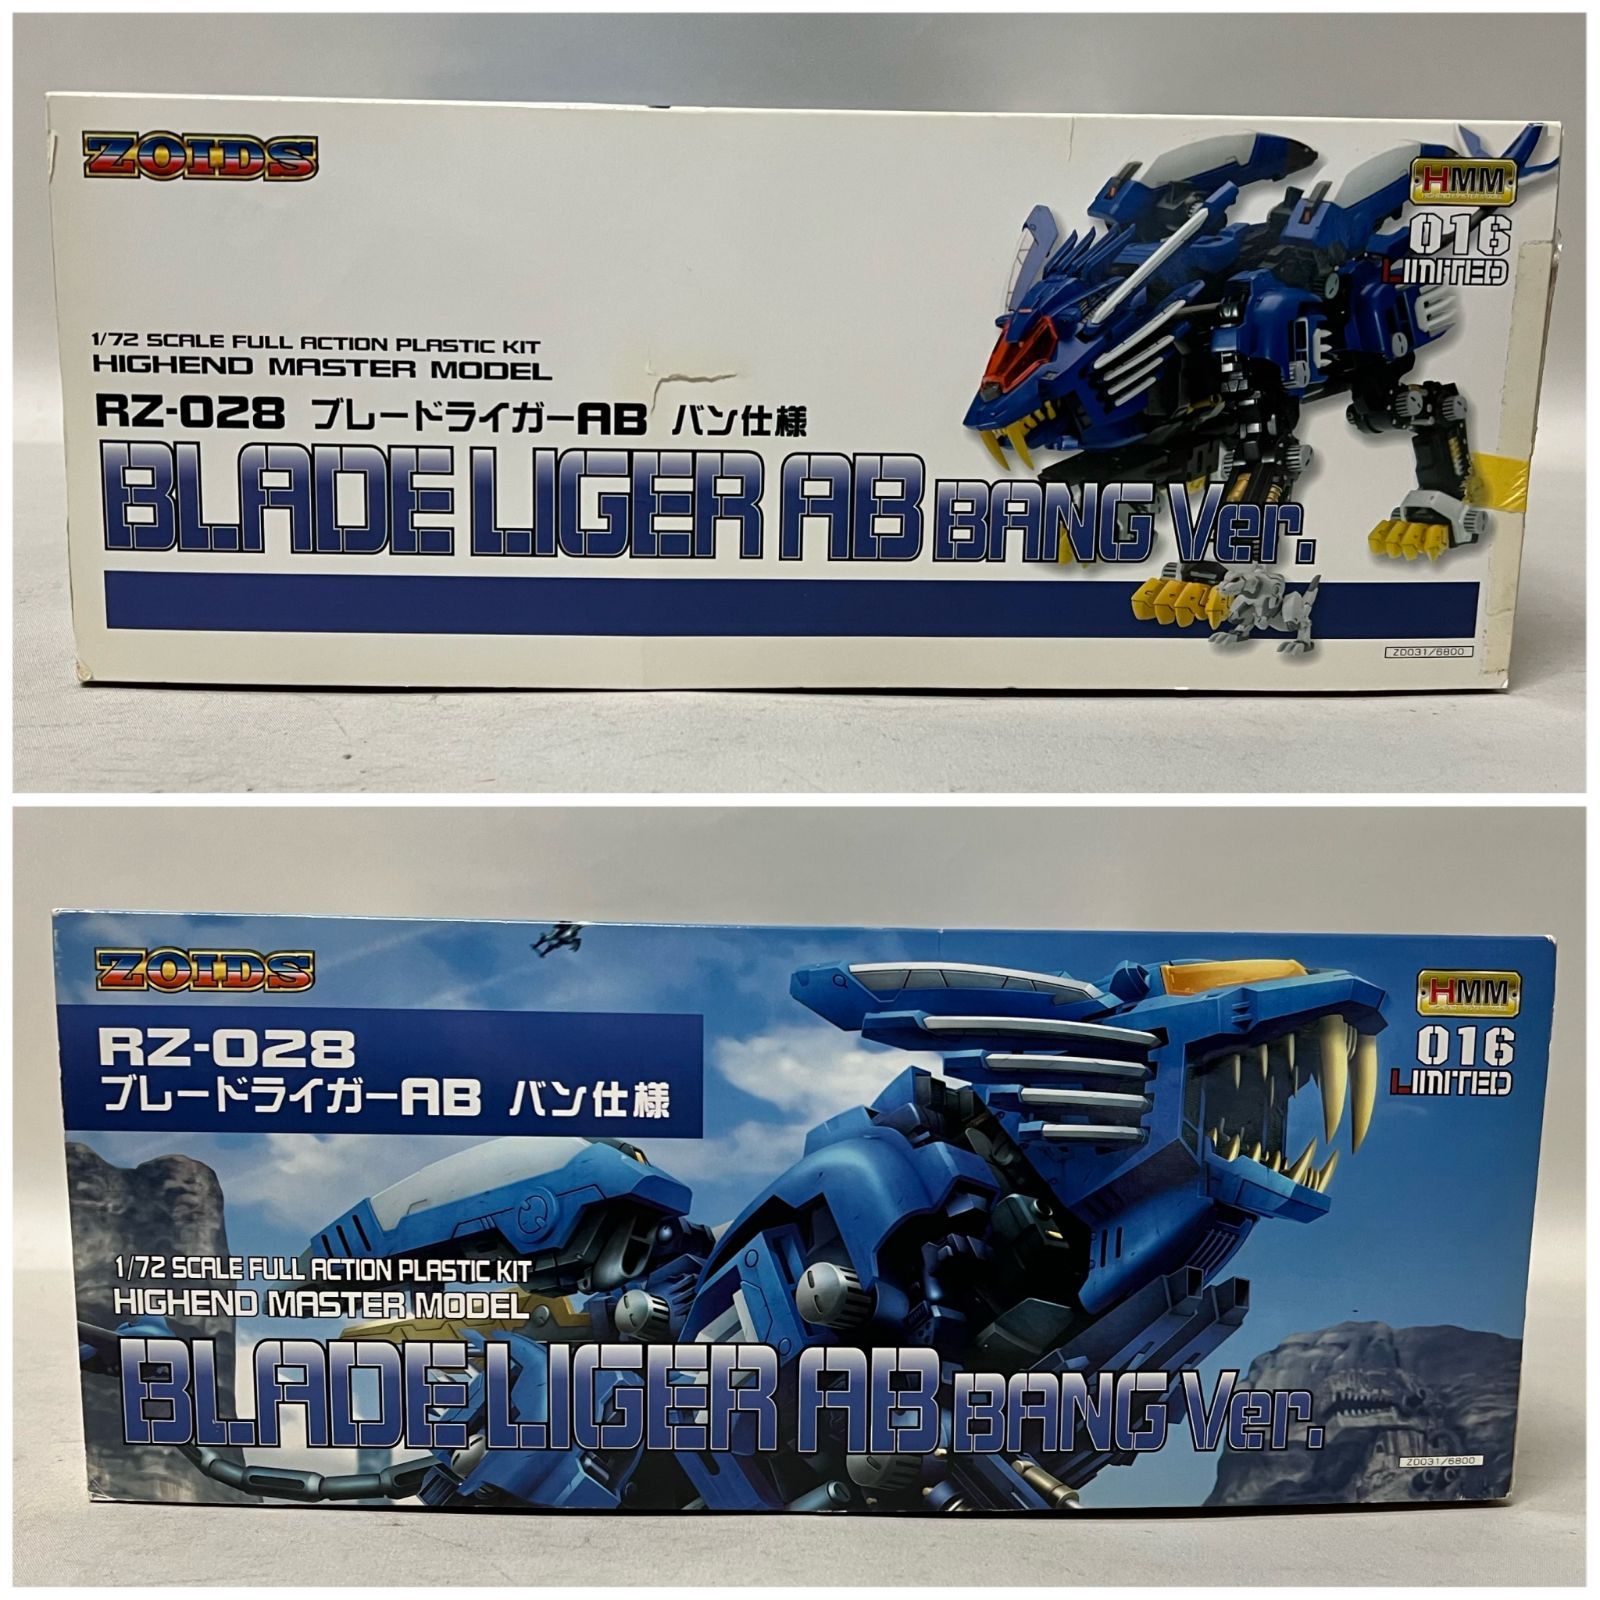 ZOIDS
HMM
016
LIMITED
1/72 SCALE FULL ACTION PLASTIC KIT
HIGHEND MASTER MODEL
RZ-028 ブレードライガーAB バン仕様
BLADE LIGER AB BANG Ver.
ZD031/6800
ZOIDS
HMM
016
LIMITED
RZ-028
ブレードライガーAB バン仕様
1/72 SCALE FULL ACTION PLASTIC KIT
HIGHEND MASTER MODEL
BLADE LIGER AB BANG Ver.
ZD031/6800